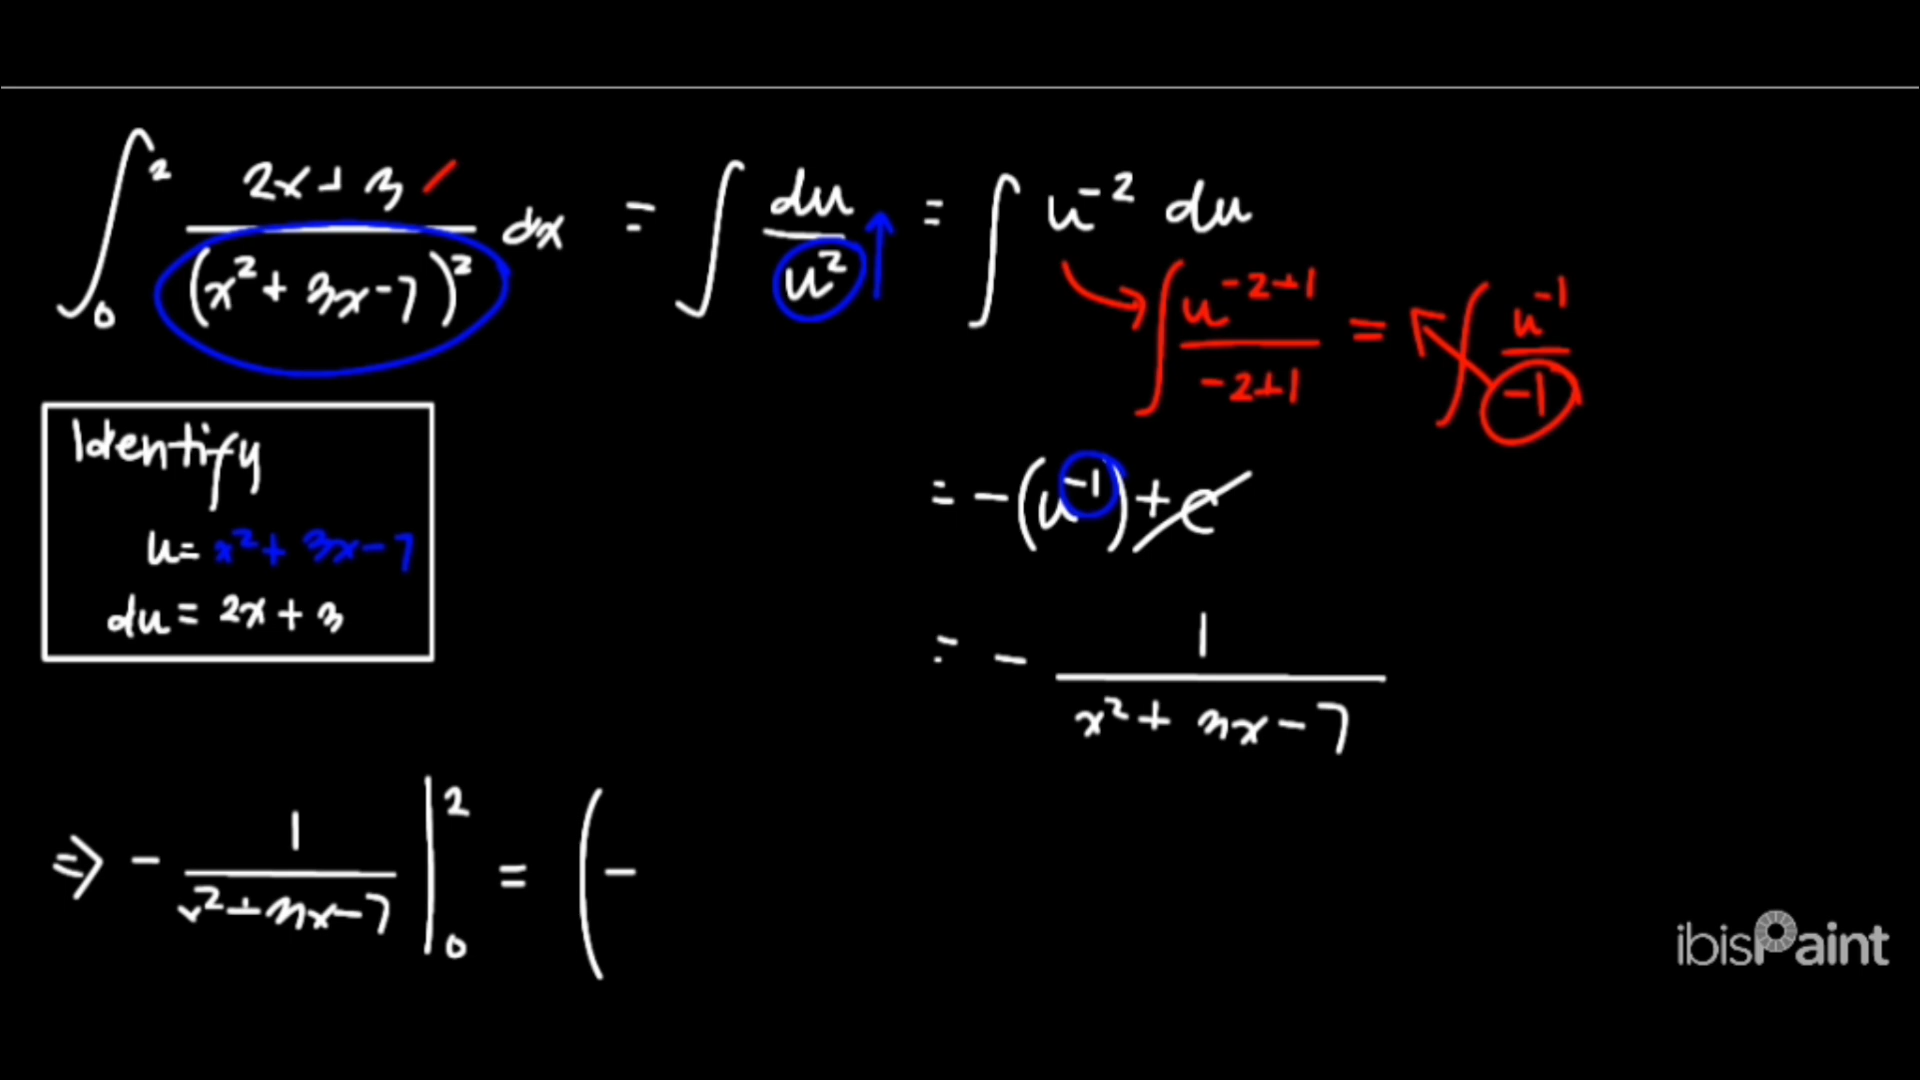 ∫₀² (2x + 3)/(x² + 3x - 7)² dx = ∫ du/u² = ∫ u⁻² du
∫ u⁻²⁺¹/(-2+1) = ∫ u⁻¹/-1
= -(u⁻¹) + c
Identify
u = x² + 3x - 7
du = 2x + 3
= - 1/(x² + 3x - 7)
⇒ - 1/(x² + 3x - 7) |₀² = ( -
ibisPaint